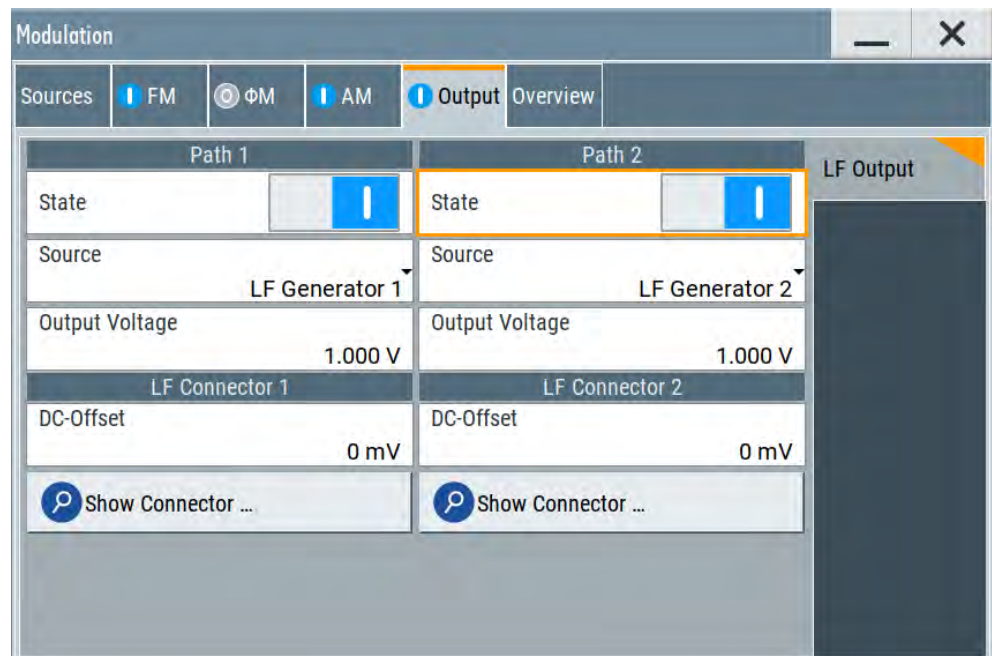 Modulation
Sources FM ΦM AM Output Overview
Path 1 Path 2
LF Output
State State
Source Source
LF Generator 1 LF Generator 2
Output Voltage Output Voltage
1.000 V 1.000 V
LF Connector 1 LF Connector 2
DC-Offset DC-Offset
0 mV 0 mV
Show Connector ... Show Connector ...